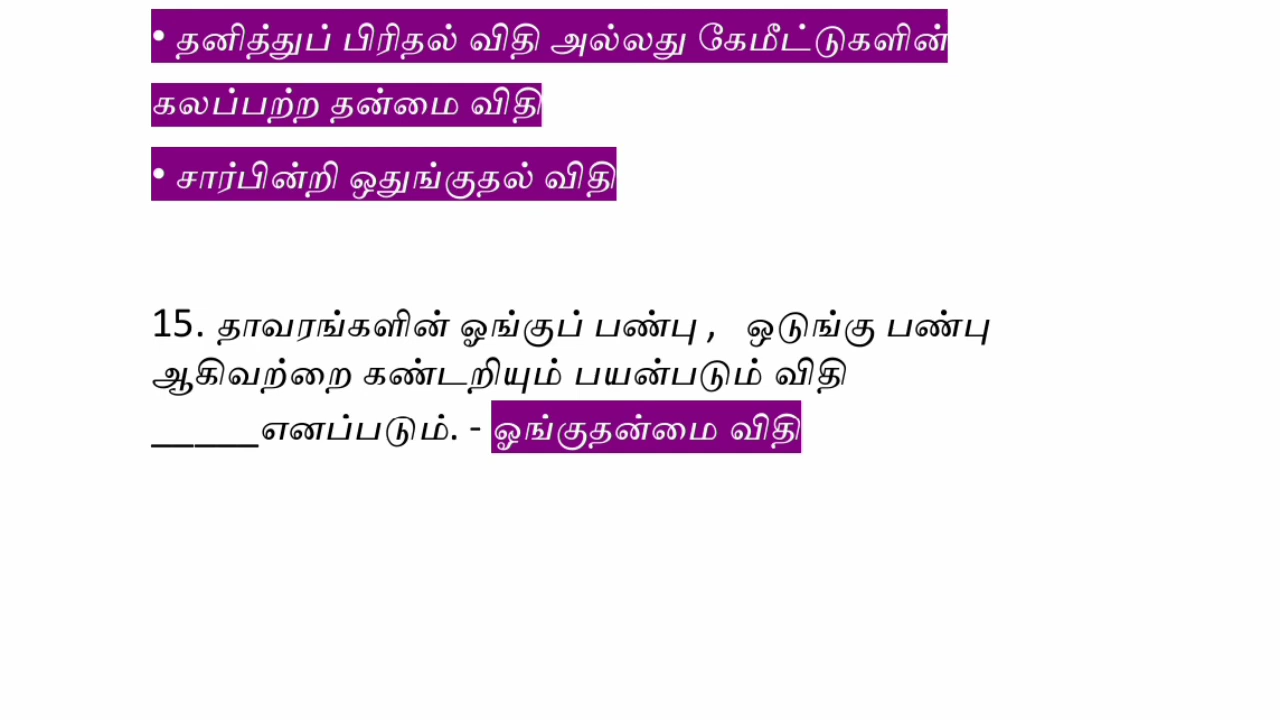 • தனித்துப் பிரிதல் விதி அல்லது கேமீட்டுகளின்
கலப்பற்ற தன்மை விதி
• சார்பின்றி ஒதுங்குதல் விதி
15. தாவரங்களின் ஓங்குப் பண்பு , ஒடுங்கு பண்பு
ஆகிவற்றை கண்டறியும் பயன்படும் விதி
_____எனப்படும். - ஓங்குதன்மை விதி